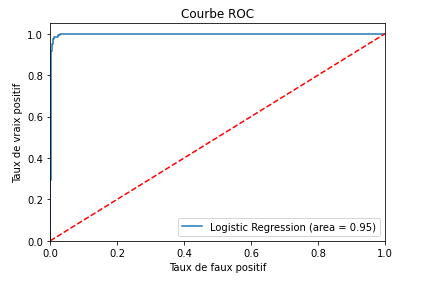 Courbe ROC
Taux de vraix positif
1.0
0.8
0.6
0.4
0.2
0.0
0.0 0.2 0.4 0.6 0.8 1.0
Logistic Regression (area = 0.95)
Taux de faux positif